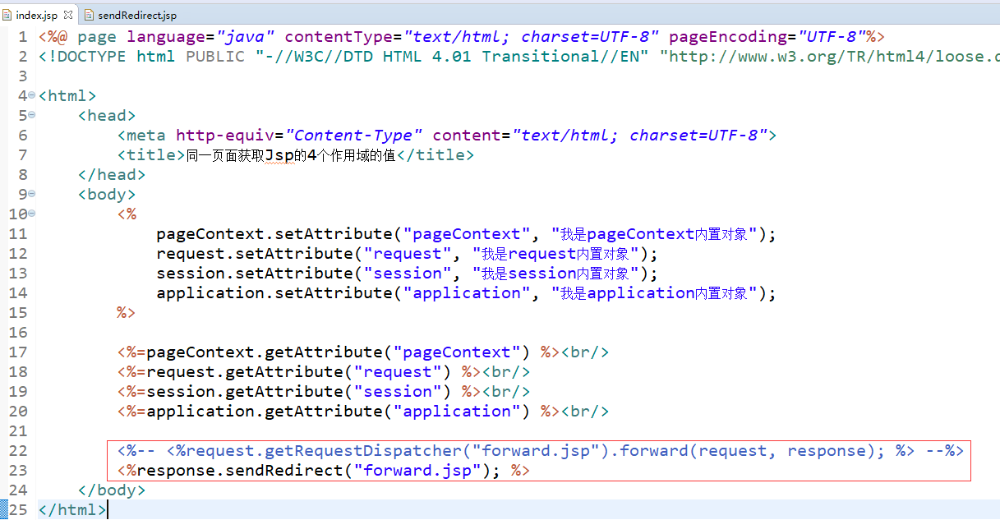 index.jsp sendRedirect.jsp
1 <%@ page language="java" contentType="text/html; charset=UTF-8" pageEncoding="UTF-8"%>
2 <!DOCTYPE html PUBLIC "-//W3C//DTD HTML 4.01 Transitional//EN" "http://www.w3.org/TR/html4/loose.
3
4 <html>
5 <head>
6 <meta http-equiv="Content-Type" content="text/html; charset=UTF-8">
7 <title>同一页面获取Jsp的4个作用域的值</title>
8 </head>
9 <body>
10 <%
11 pageContext.setAttribute("pageContext", "我是pageContext内置对象");
12 request.setAttribute("request", "我是request内置对象");
13 session.setAttribute("session", "我是session内置对象");
14 application.setAttribute("application", "我是application内置对象");
15 %>
16
17 <%=pageContext.getAttribute("pageContext") %><br/>
18 <%=request.getAttribute("request") %><br/>
19 <%=session.getAttribute("session") %><br/>
20 <%=application.getAttribute("application") %><br/>
21
22 <%-- <%request.getRequestDispatcher("forward.jsp").forward(request, response); %> --%>
23 <%response.sendRedirect("forward.jsp"); %>
24 </body>
25 </html>